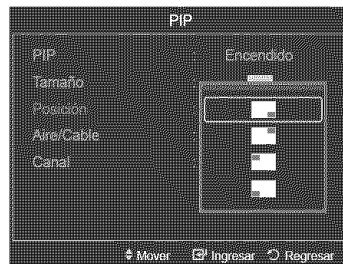 PIP
PIP : Encendido
Tamaño :
Posición
Aire/Cable
Canal
Mover Ingresar Regresar